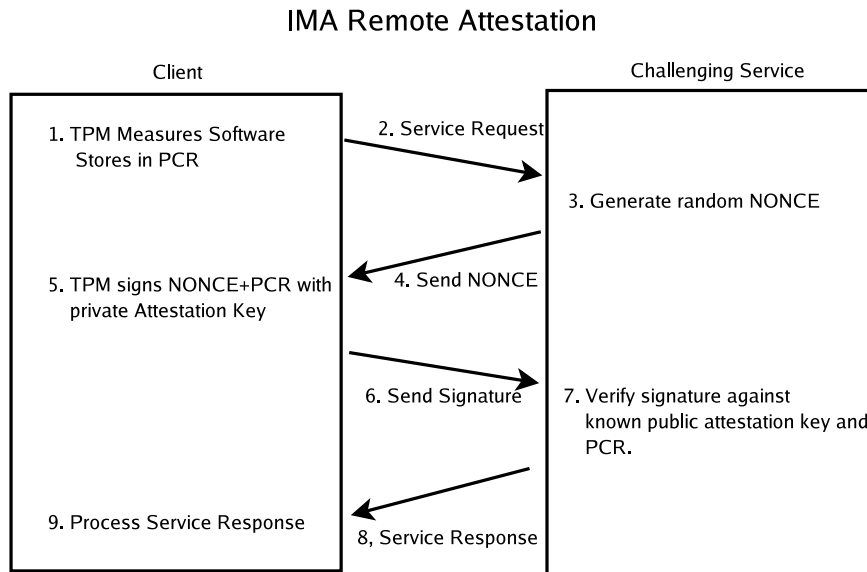 IMA Remote Attestation
Client
Challenging Service
1. TPM Measures Software
Stores in PCR
2. Service Request
3. Generate random NONCE
4. Send NONCE
5. TPM signs NONCE+PCR with
private Attestation Key
6. Send Signature
7. Verify signature against
known public attestation key and
PCR.
8, Service Response
9. Process Service Response